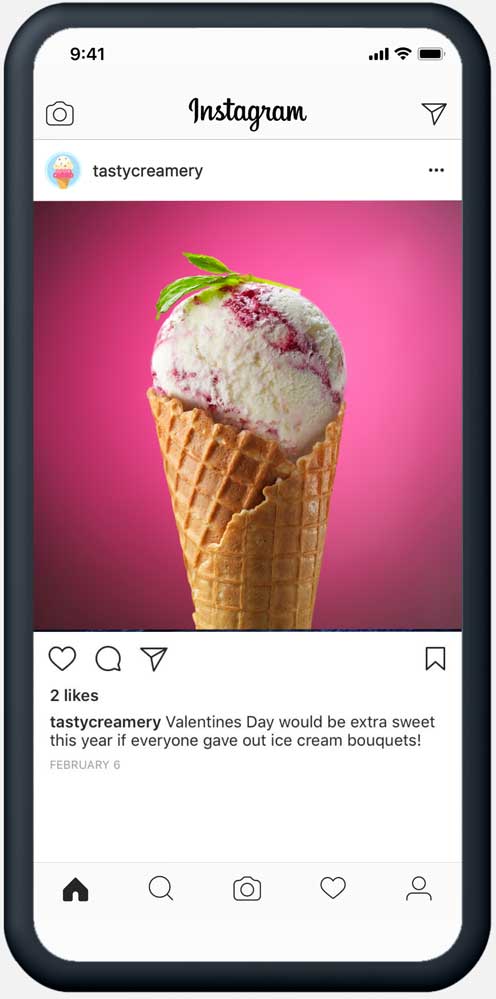 9:41
Instagram
tastycreamery
2 likes
tastycreamery Valentines Day would be extra sweet
this year if everyone gave out ice cream bouquets!
FEBRUARY 6